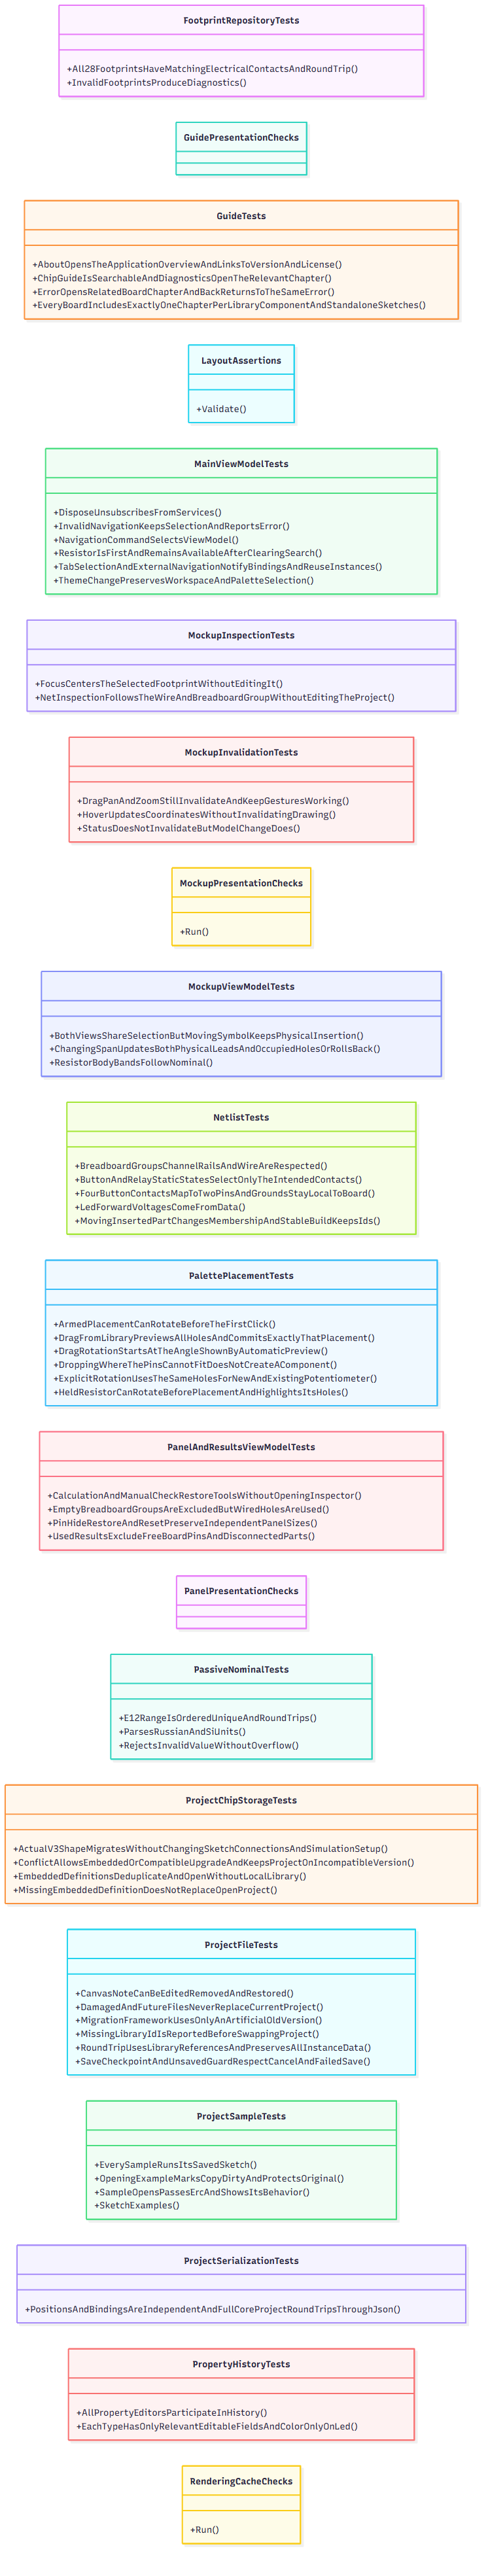 FootprintRepositoryTests
+All28FootprintsHaveMatchingElectricalContactsAndRoundTrip()
+InvalidFootprintsProduceDiagnostics()
GuidePresentationChecks
GuideTests
+AboutOpensTheApplicationOverviewAndLinksToVersionAndLicense()
+ChipGuideIsSearchableAndDiagnosticsOpenTheRelevantChapter()
+ErrorOpensRelatedBoardChapterAndBackReturnsToTheSameError()
+EveryBoardIncludesExactlyOneChapterPerLibraryComponentAndStandaloneSketches()
LayoutAssertions
+Validate()
MainViewModelTests
+DisposeUnsubscribesFromServices()
+InvalidNavigationKeepsSelectionAndReportsError()
+NavigationCommandSelectsViewModel()
+ResistorIsFirstAndRemainsAvailableAfterClearingSearch()
+TabSelectionAndExternalNavigationNotifyBindingsAndReuseInstances()
+ThemeChangePreservesWorkspaceAndPaletteSelection()
MockupInspectionTests
+FocusCentersTheSelectedFootprintWithoutEditingIt()
+NetInspectionFollowsTheWireAndBreadboardGroupWithoutEditingTheProject()
MockupInvalidationTests
+DragPanAndZoomStillInvalidateAndKeepGesturesWorking()
+HoverUpdatesCoordinatesWithoutInvalidatingDrawing()
+StatusDoesNotInvalidateButModelChangeDoes()
MockupPresentationChecks
+Run()
MockupViewModelTests
+BothViewsShareSelectionButMovingSymbolKeepsPhysicalInsertion()
+ChangingSpanUpdatesBothPhysicalLeadsAndOccupiedHolesOrRollsBack()
+ResistorBodyBandsFollowNominal()
NetlistTests
+BreadboardGroupsChannelRailsAndWireAreRespected()
+ButtonAndRelayStaticStatesSelectOnlyTheIntendedContacts()
+FourButtonContactsMapToTwoPinsAndGroundsStayLocalToBoard()
+LedForwardVoltagesComeFromData()
+MovingInsertedPartChangesMembershipAndStableBuildKeepsIds()
PalettePlacementTests
+ArmedPlacementCanRotateBeforeTheFirstClick()
+DragFromLibraryPreviewsAllHolesAndCommitsExactlyThatPlacement()
+DragRotationStartsAtTheAngleShownByAutomaticPreview()
+DroppingWhereThePinsCannotFitDoesNotCreateAComponent()
+ExplicitRotationUsesTheSameHolesForNewAndExistingPotentiometer()
+HeldResistorCanRotateBeforePlacementAndHighlightsItsHoles()
PanelAndResultsViewModelTests
+CalculationAndManualCheckRestoreToolsWithoutOpeningInspector()
+EmptyBreadboardGroupsAreExcludedButWiredHolesAreUsed()
+PinHideRestoreAndResetPreserveIndependentPanelSizes()
+UsedResultsExcludeFreeBoardPinsAndDisconnectedParts()
PanelPresentationChecks
PassiveNominalTests
+E12RangeIsOrderedUniqueAndRoundTrips()
+ParsesRussianAndSiUnits()
+RejectsInvalidValueWithoutOverflow()
ProjectChipStorageTests
+ActualV3ShapeMigratesWithoutChangingSketchConnectionsAndSimulationSetup()
+ConflictAllowsEmbeddedOrCompatibleUpgradeAndKeepsProjectOnIncompatibleVersion()
+EmbeddedDefinitionsDeduplicateAndOpenWithoutLocalLibrary()
+MissingEmbeddedDefinitionDoesNotReplaceOpenProject()
ProjectFileTests
+CanvasNoteCanBeEditedRemovedAndRestored()
+DamagedAndFutureFilesNeverReplaceCurrentProject()
+MigrationFrameworkUsesOnlyAnArtificialOldVersion()
+MissingLibraryIdIsReportedBeforeSwappingProject()
+RoundTripUsesLibraryReferencesAndPreservesAllInstanceData()
+SaveCheckpointAndUnsavedGuardRespectCancelAndFailedSave()
ProjectSampleTests
+EverySampleRunsItsSavedSketch()
+OpeningExampleMarksCopyDirtyAndProtectsOriginal()
+SampleOpensPassesErcAndShowsItsBehavior()
+SketchExamples()
ProjectSerializationTests
+PositionsAndBindingsAreIndependentAndFullCoreProjectRoundTripsThroughJson()
PropertyHistoryTests
+AllPropertyEditorsParticipateInHistory()
+EachTypeHasOnlyRelevantEditableFieldsAndColorOnlyOnLed()
RenderingCacheChecks
+Run()